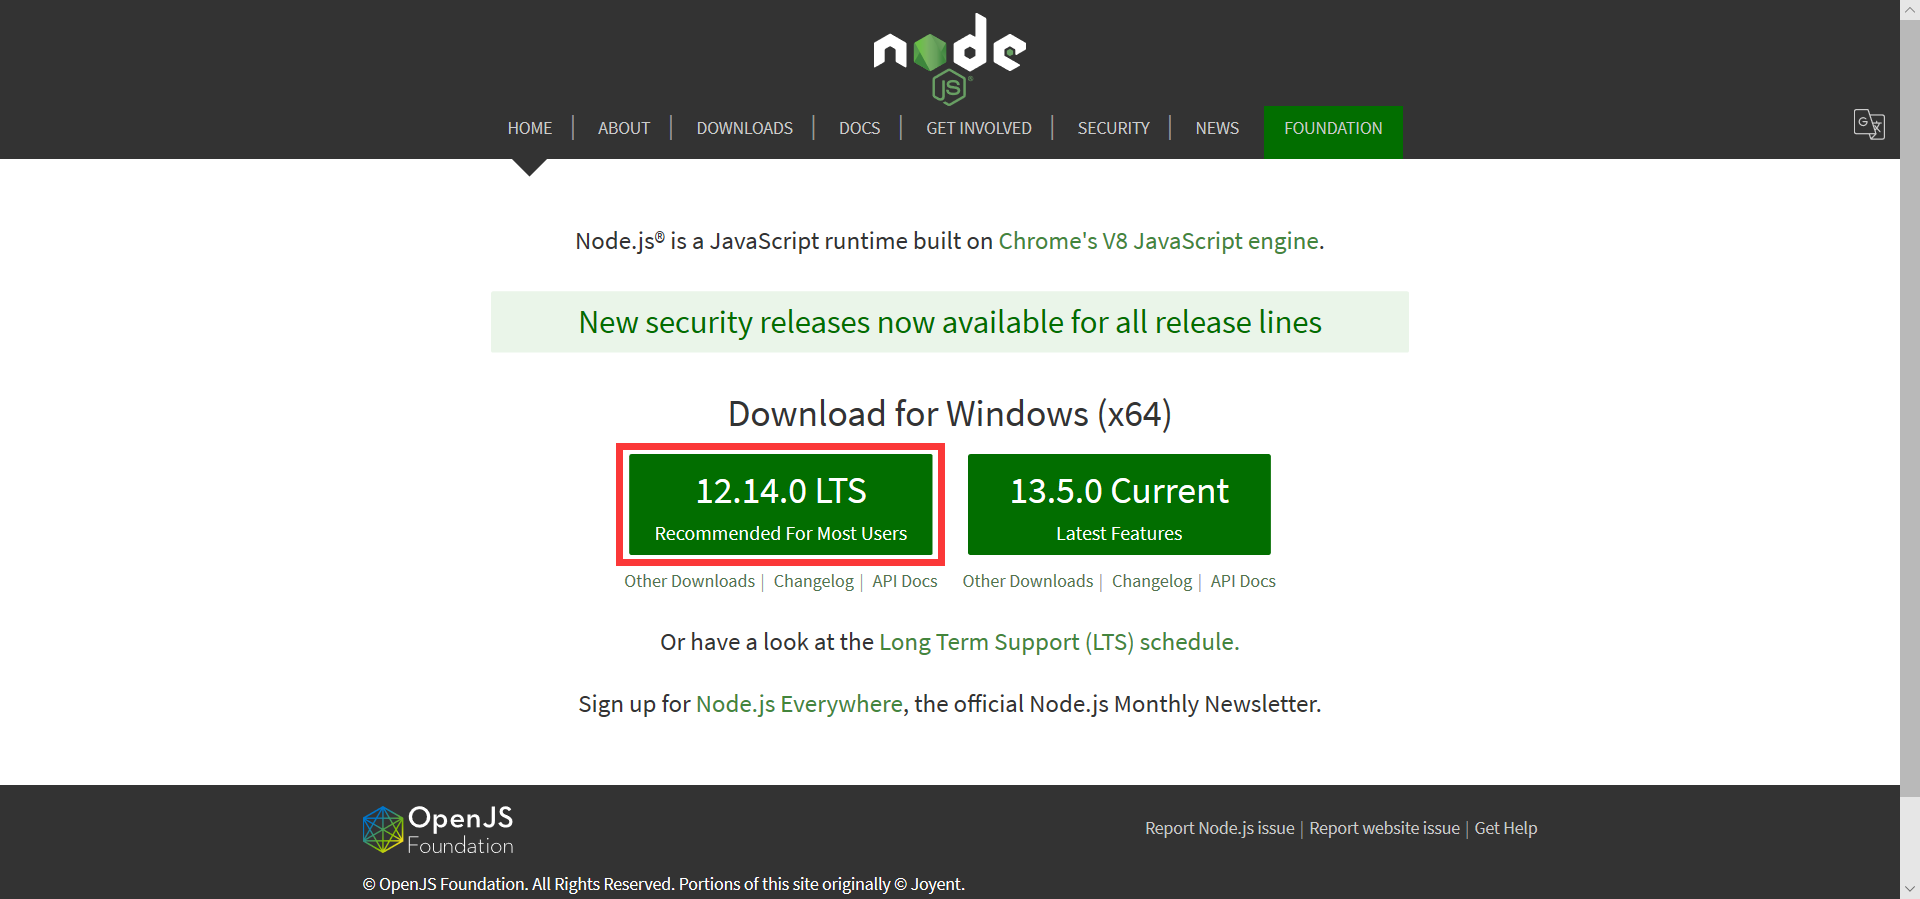 node
JS
HOME | ABOUT | DOWNLOADS | DOCS | GET INVOLVED | SECURITY | NEWS FOUNDATION
Node.js® is a JavaScript runtime built on Chrome's V8 JavaScript engine.
New security releases now available for all release lines
Download for Windows (x64)
12.14.0 LTS
Recommended For Most Users
13.5.0 Current
Latest Features
Other Downloads | Changelog | API Docs
Other Downloads | Changelog | API Docs
Or have a look at the Long Term Support (LTS) schedule.
Sign up for Node.js Everywhere, the official Node.js Monthly Newsletter.
OpenJS
Foundation
Report Node.js issue | Report website issue | Get Help
© OpenJS Foundation. All Rights Reserved. Portions of this site originally © Joyent.